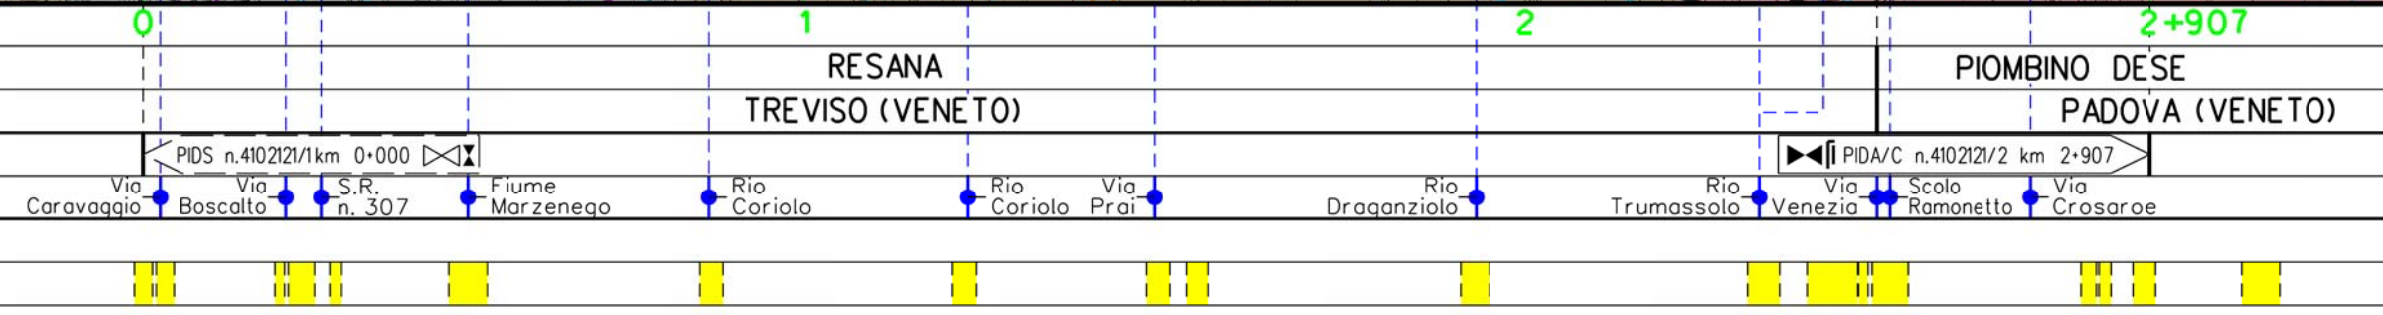 0 1 2 2+907
RESANA PIOMBINO DESE
TREVISO (VENETO) PADOVA (VENETO)
PIDS n.4102121/1 km 0+000 PIDA/C n.4102121/2 km 2+907
Via Via S.R. Fiume Rio Rio Via Rio Rio Via Scolo Via
Caravaggio Boscalto n. 307 Marzenego Coriolo Coriolo Prai Draganziolo Trumassolo Venezia Ramonetto Crosaroe